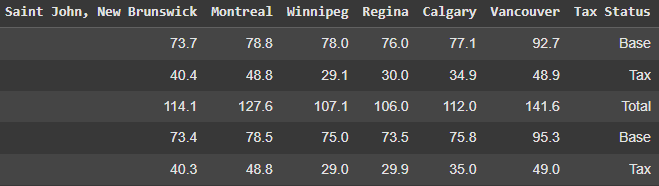 Saint John, New Brunswick Montreal Winnipeg Regina Calgary Vancouver Tax Status
73.7 78.8 78.0 76.0 77.1 92.7 Base
40.4 48.8 29.1 30.0 34.9 48.9 Tax
114.1 127.6 107.1 106.0 112.0 141.6 Total
73.4 78.5 75.0 73.5 75.8 95.3 Base
40.3 48.8 29.0 29.9 35.0 49.0 Tax